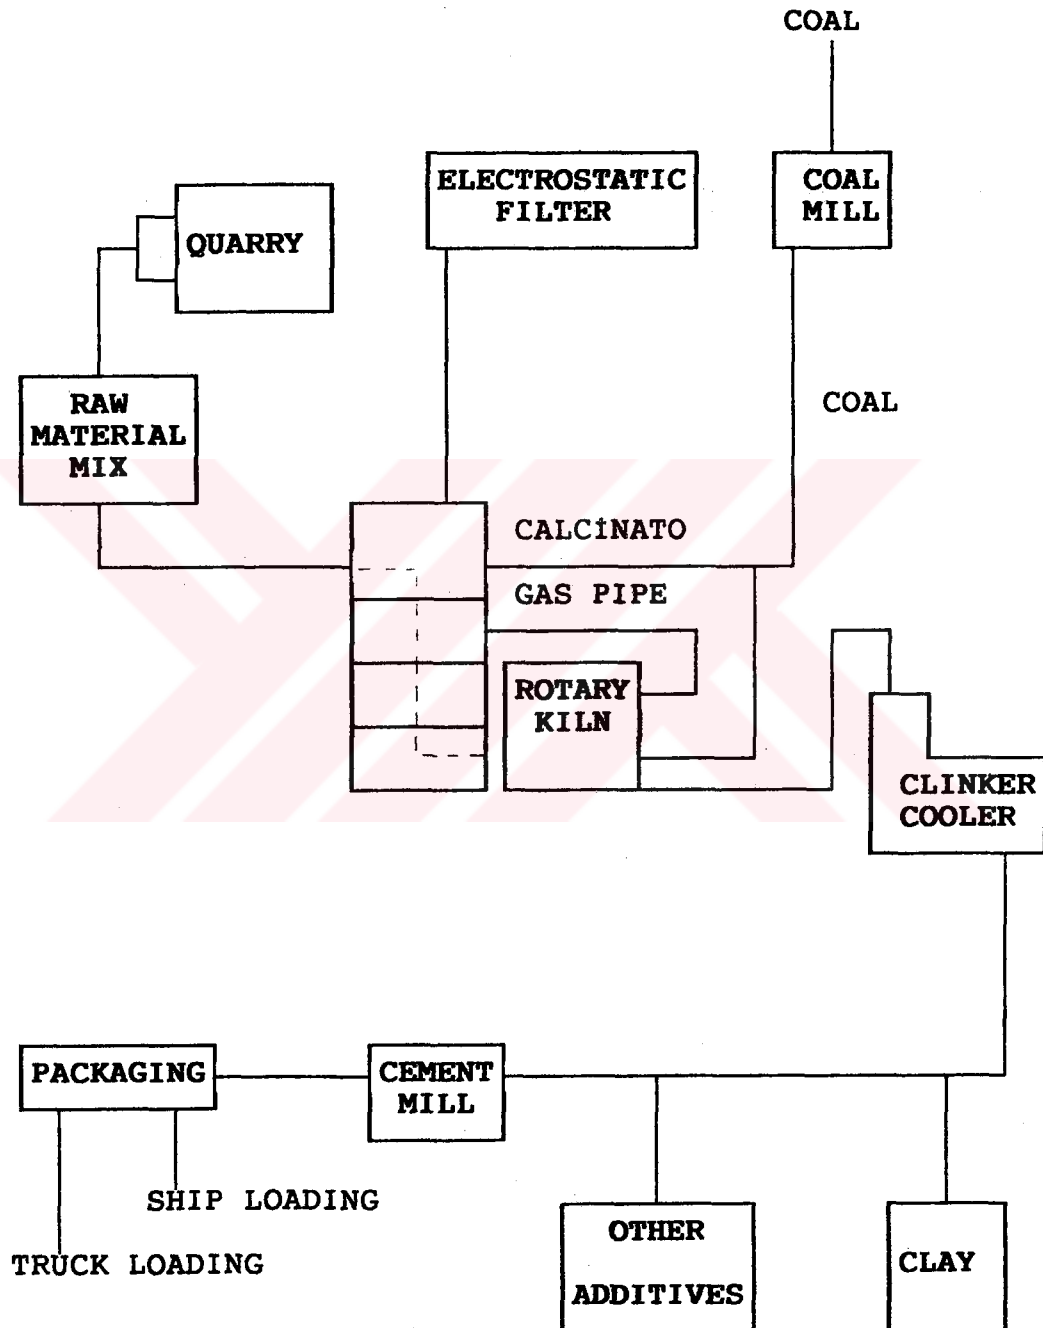 COAL
ELECTROSTATIC
FILTER
COAL
MILL
QUARRY
RAW
MATERIAL
MIX
COAL
CALCİNATO
GAS PIPE
ROTARY
KILN
CLINKER
COOLER
PACKAGING
CEMENT
MILL
SHIP LOADING
TRUCK LOADING
OTHER
ADDITIVES
CLAY